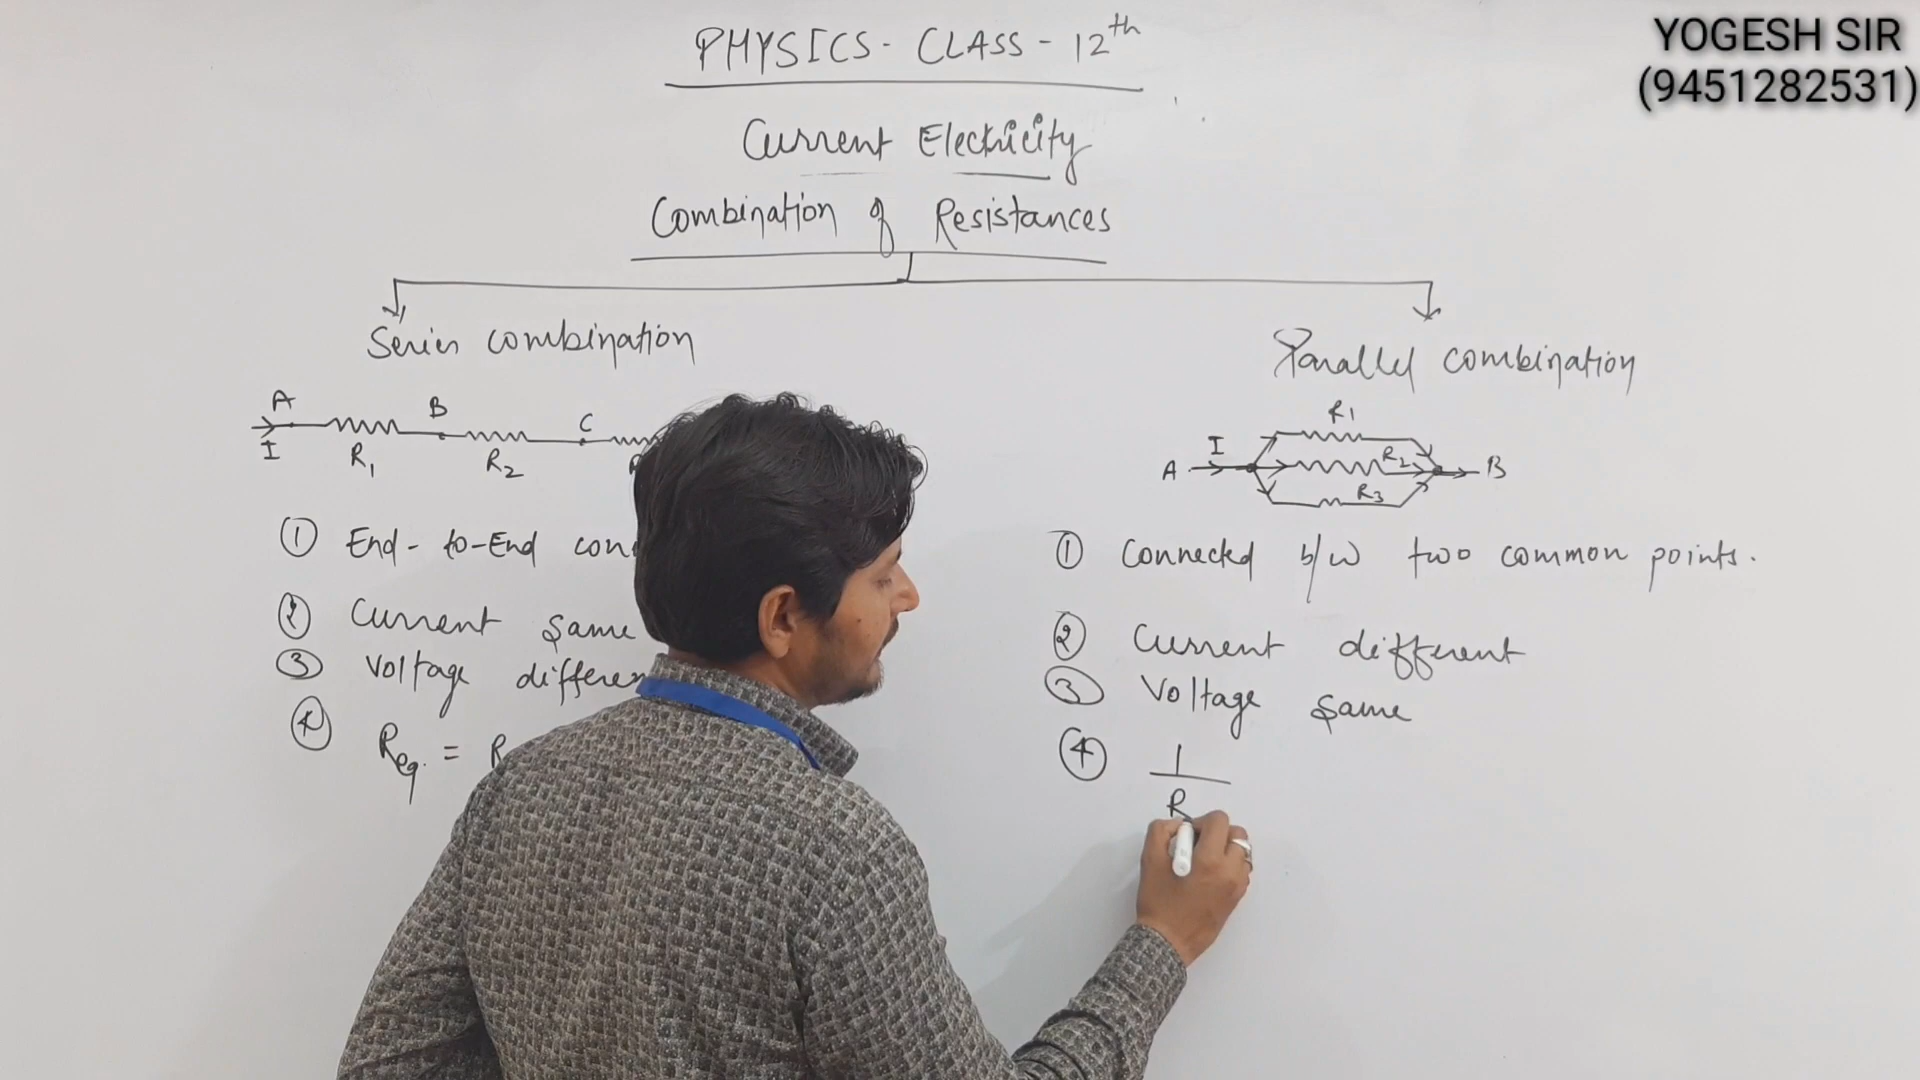 YOGESH SIR
(9451282531)
PHYSICS - CLASS - 12th
Current Electricity
Combination of Resistances
Series combination
A B C
I R1 R2
① End - to - End
② Current same
③ Voltage
④ Req. = R
Parallel combination
R1
A I R2 B
R3
① Connected b/w two common points.
② Current different
③ Voltage same
④ 1
R